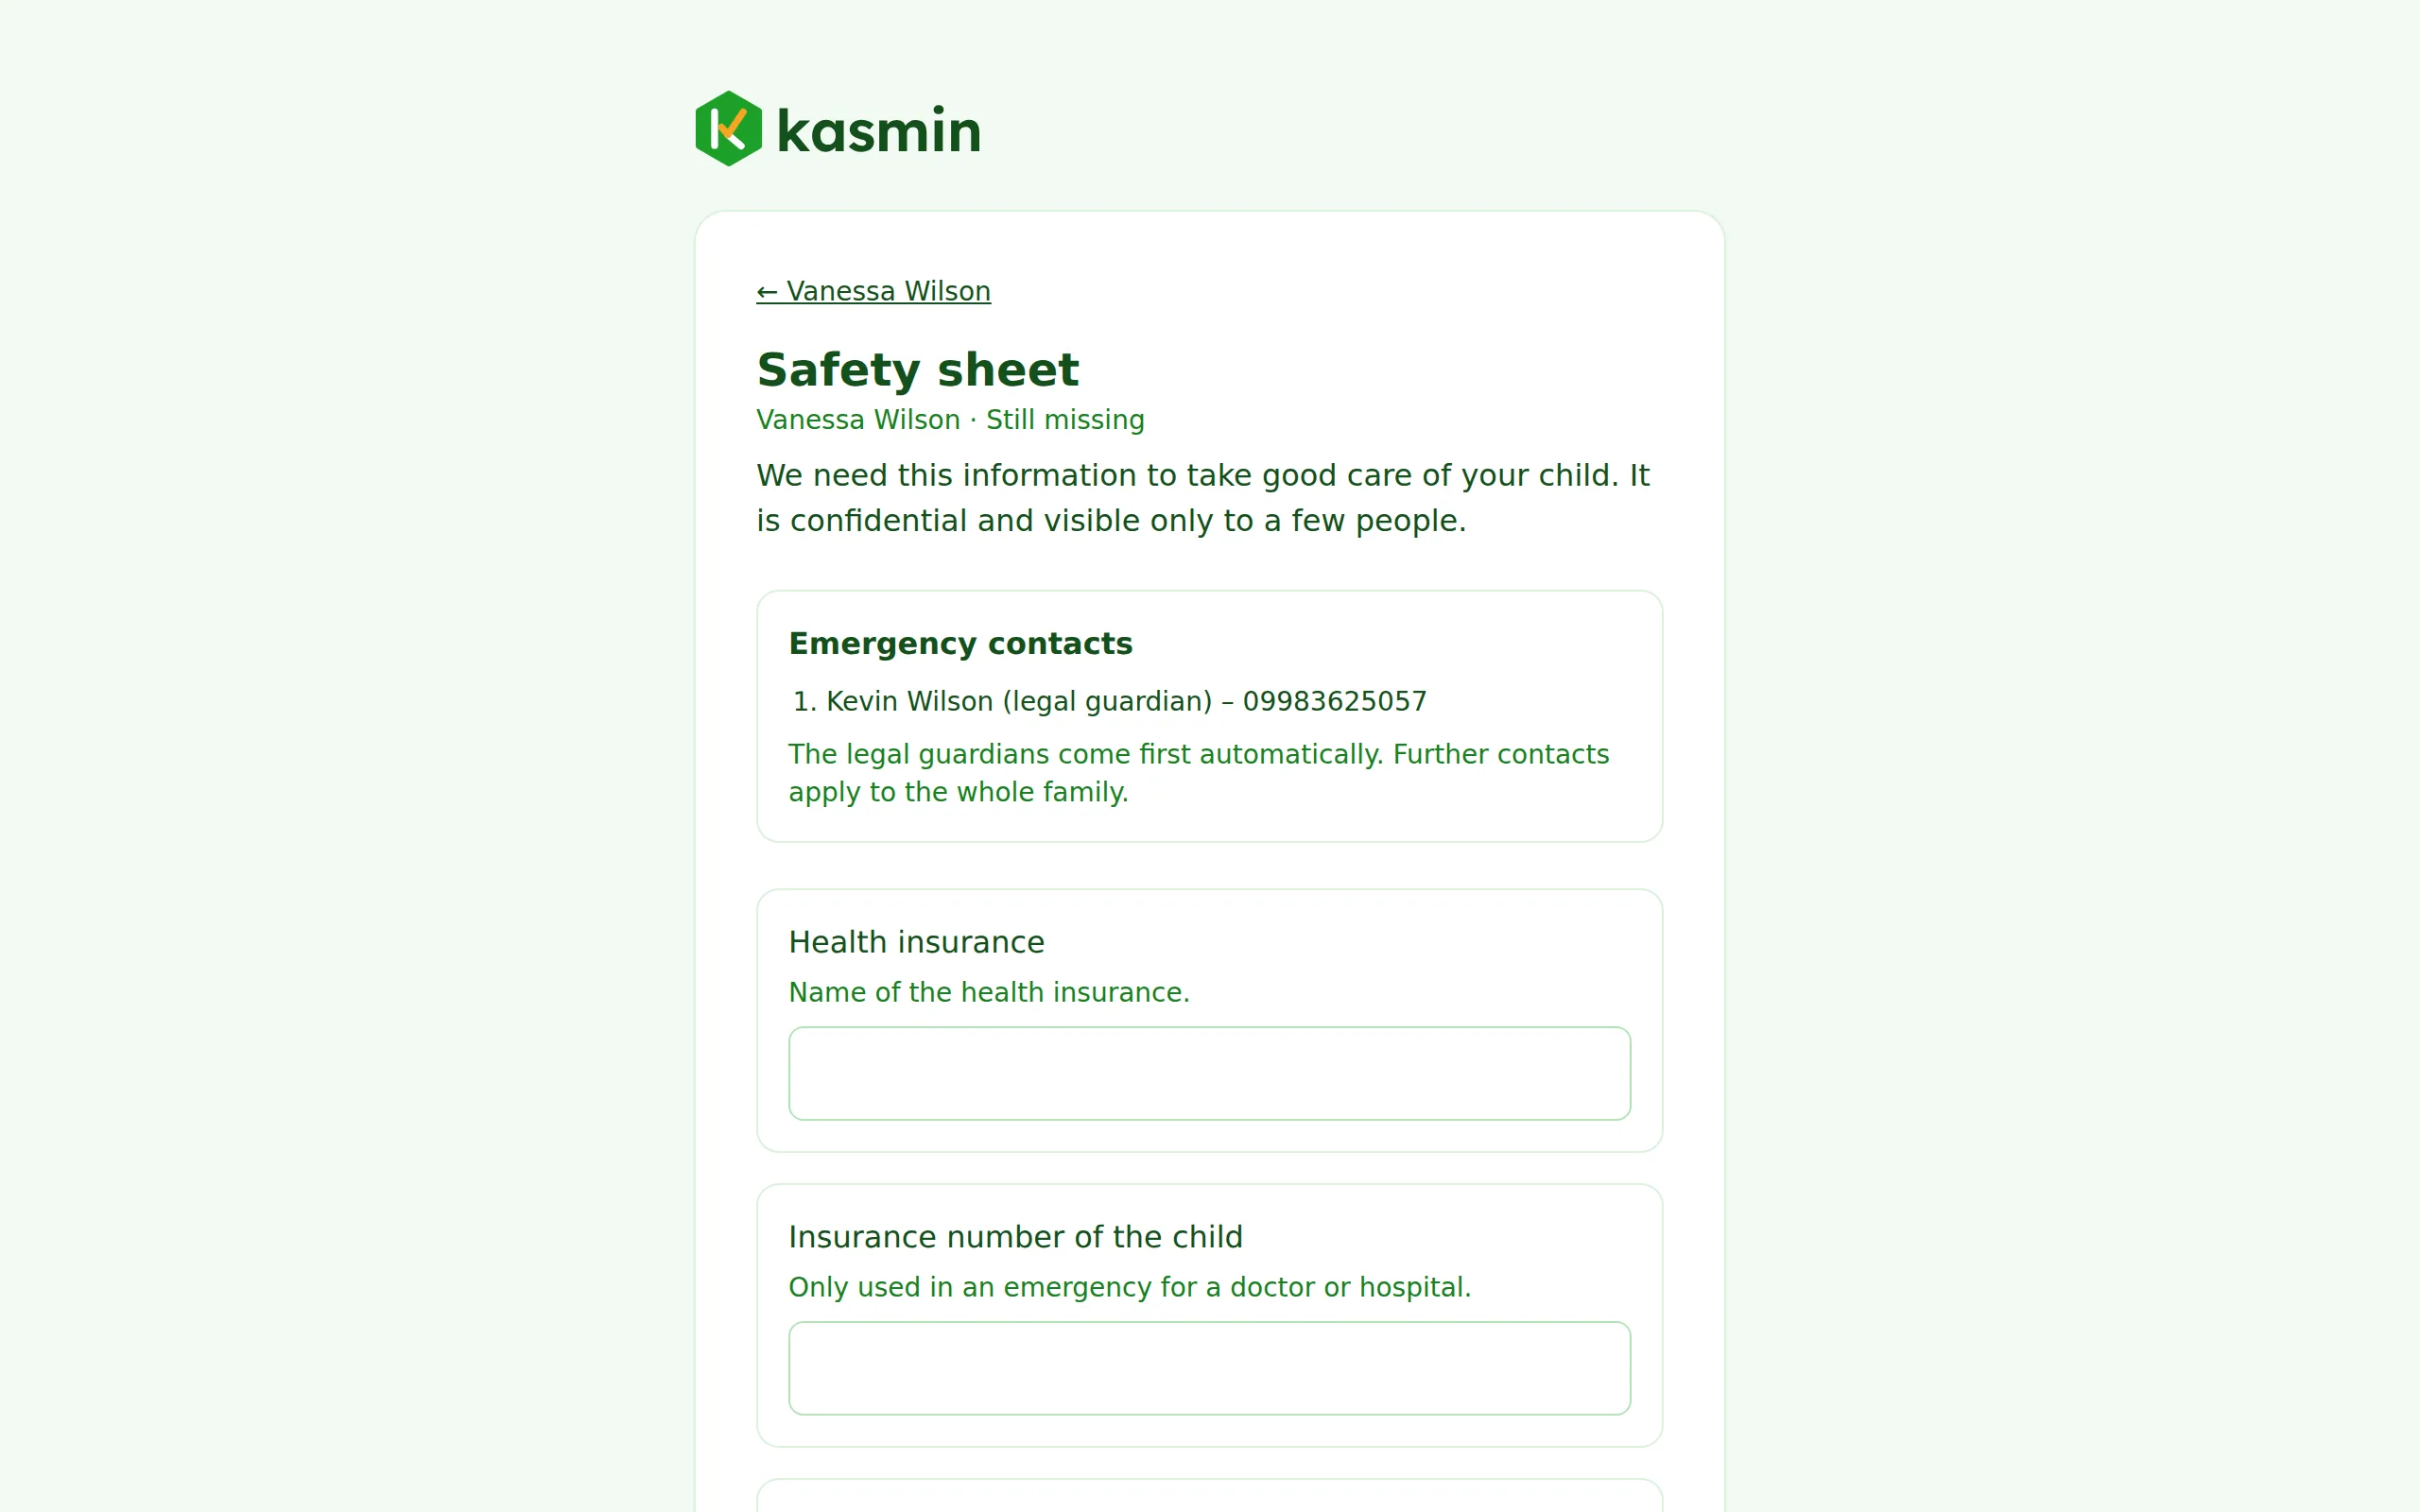 kasmin
← Vanessa Wilson
Safety sheet
Vanessa Wilson · Still missing
We need this information to take good care of your child. It
is confidential and visible only to a few people.
Emergency contacts
1. Kevin Wilson (legal guardian) – 09983625057
The legal guardians come first automatically. Further contacts
apply to the whole family.
Health insurance
Name of the health insurance.
Insurance number of the child
Only used in an emergency for a doctor or hospital.